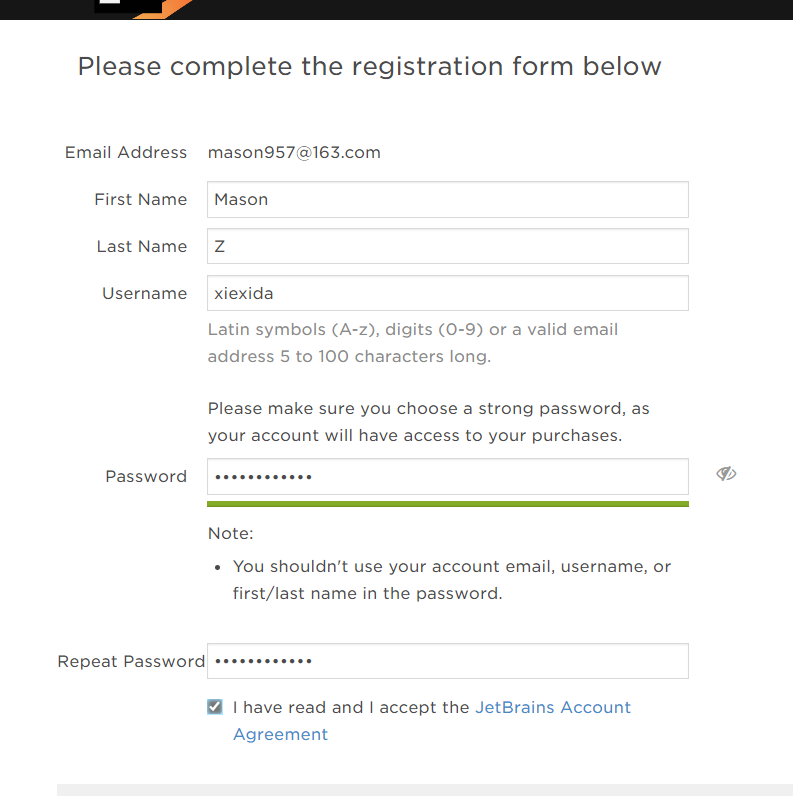 Please complete the registration form below
Email Address mason957@163.com
First Name Mason
Last Name Z
Username xiexida
Latin symbols (A-z), digits (0-9) or a valid email
address 5 to 100 characters long.
Please make sure you choose a strong password, as
your account will have access to your purchases.
Password ••••••••••••
Note:
• You shouldn't use your account email, username, or
first/last name in the password.
Repeat Password ••••••••••••
I have read and I accept the JetBrains Account
Agreement